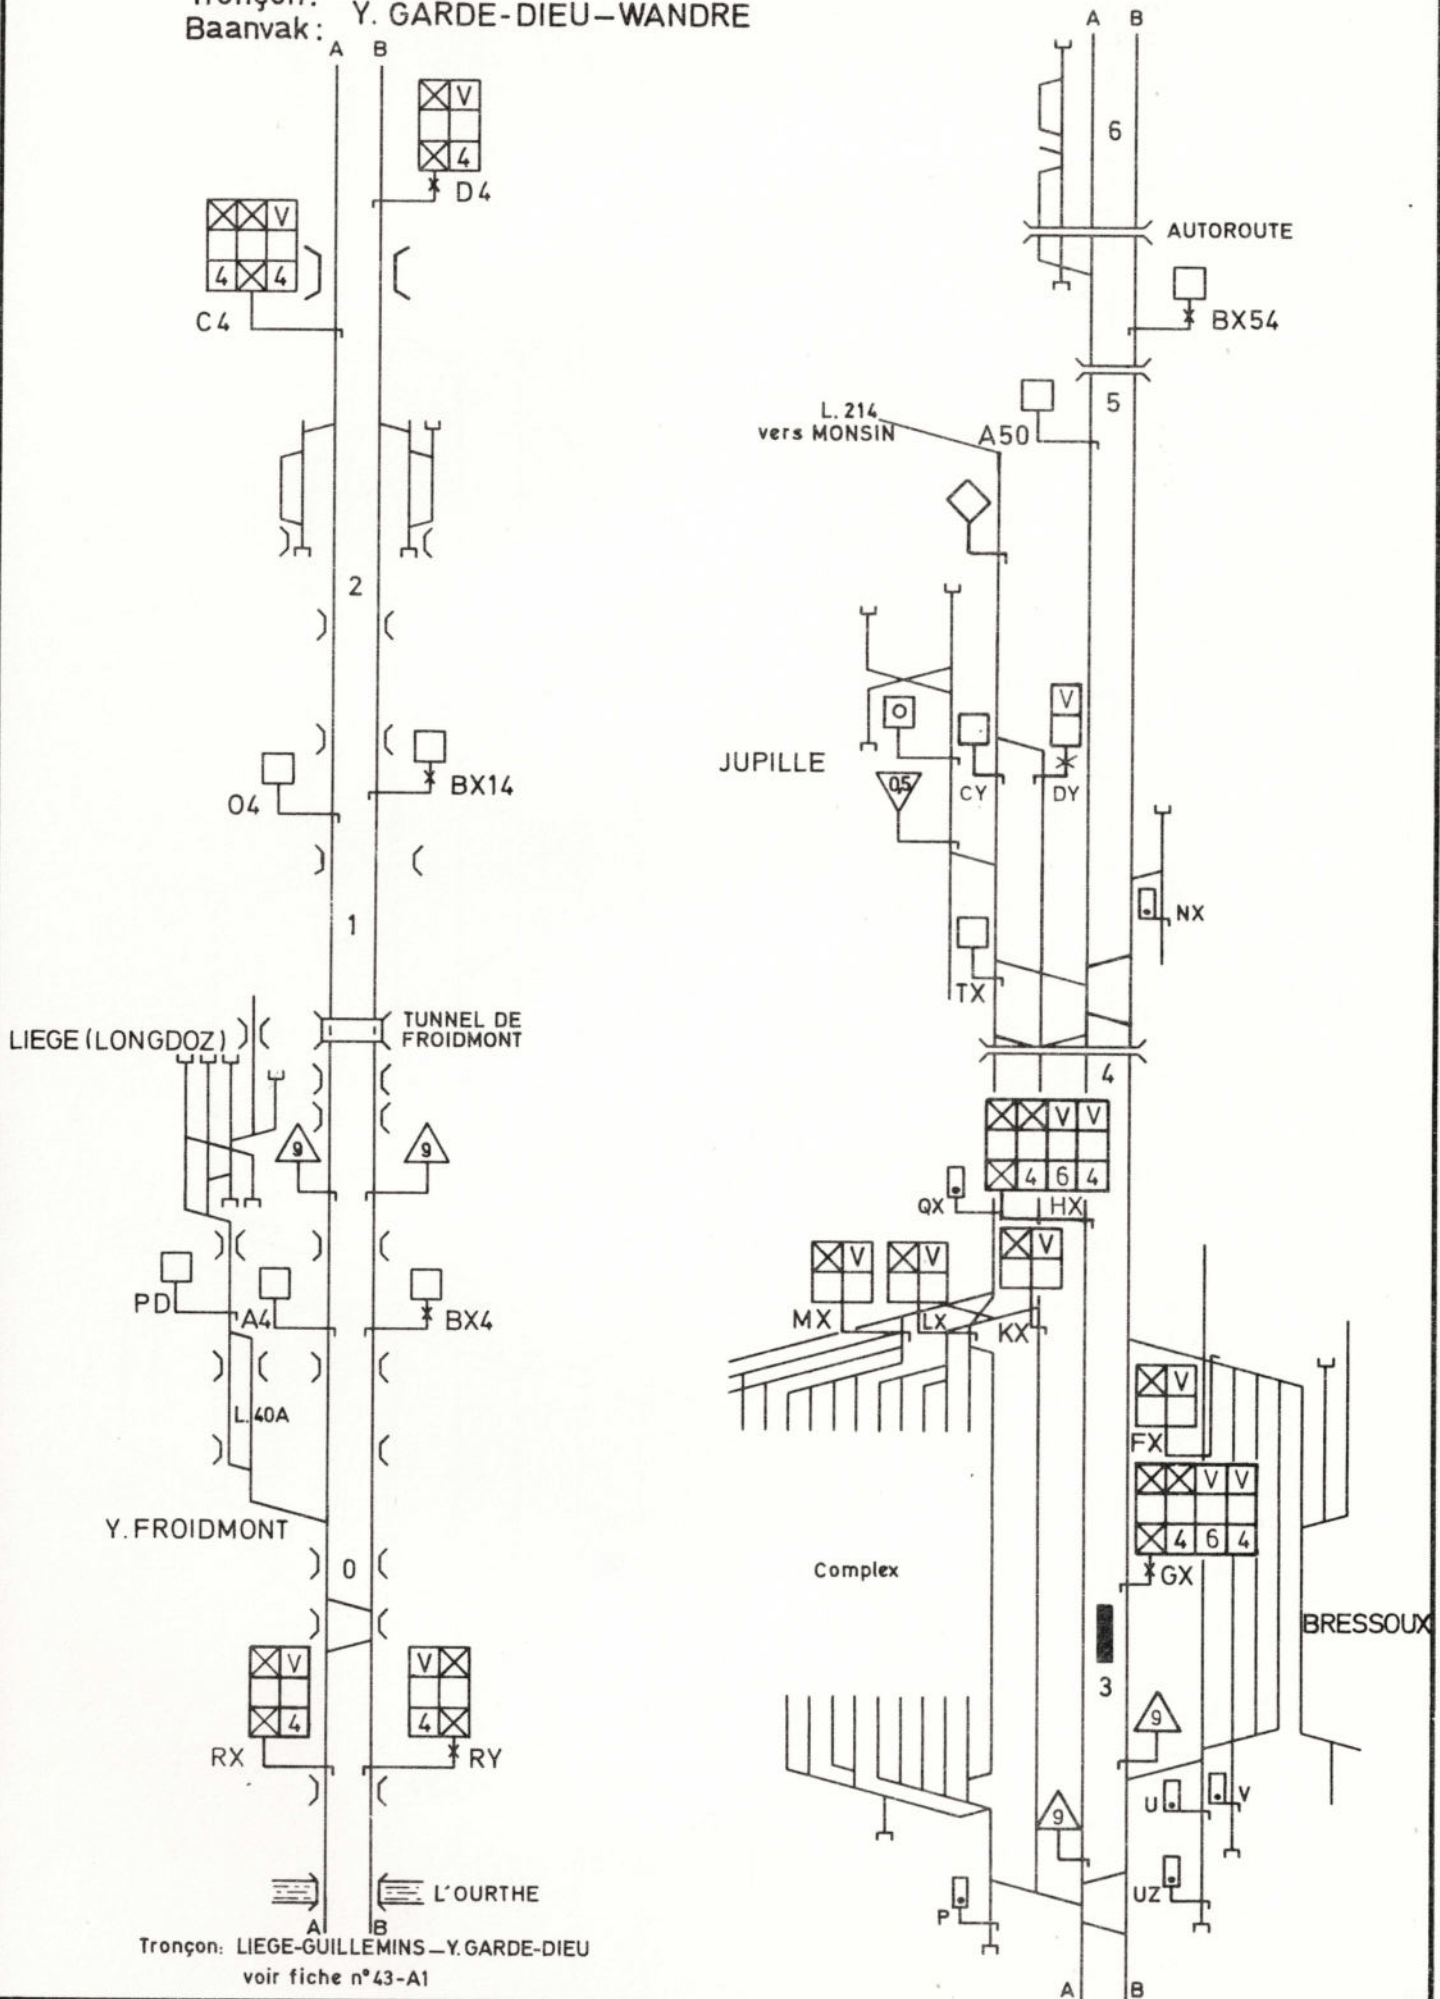 Tronçon:
Baanvak: Y. GARDE-DIEU–WANDRE
A B
V
4
D4
V
4 4
C4
2
O4
BX14
1
LIEGE (LONGDOZ)
TUNNEL DE
FROIDMONT
9 9
PD A4 BX4
L. 40A
Y. FROIDMONT
0
V V
4 4
RX RY
L'OURTHE
A B
Tronçon: LIEGE-GUILLEMINS–Y. GARDE-DIEU
voir fiche n° 43-A1
A B
6
AUTOROUTE
BX54
5
L. 214
vers MONSIN
A50
JUPILLE
V
0,5
CY DY
NX
TX
4
V V
4 6 4
QX HX
V V V
MX LX KX
V
FX
V V
4 6 4
GX
Complex
BRESSOUX
3
9
U V
9
UZ
P
A B